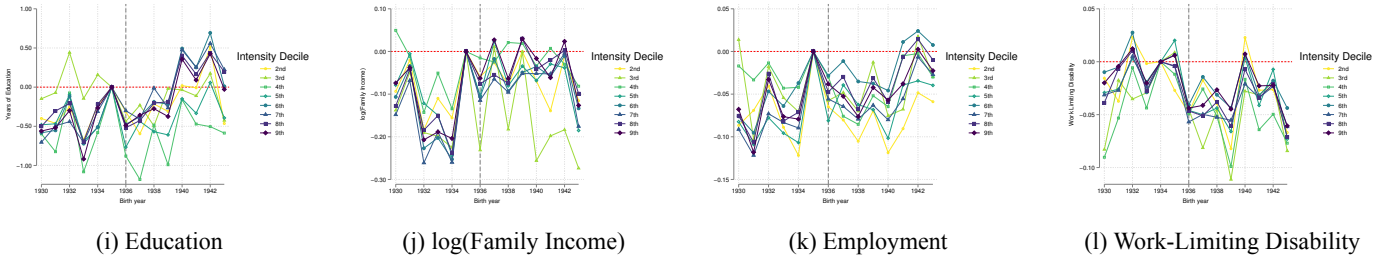 Years of Education
1.00
0.50
0.00
-0.50
-1.00
1930 1932 1934 1936 1938 1940 1942
Birth year
Intensity Decile
2nd
3rd
4th
5th
6th
7th
8th
9th
(i) Education
log(Family Income)
0.10
0.00
-0.10
-0.20
-0.30
1930 1932 1934 1936 1938 1940 1942
Birth year
Intensity Decile
2nd
3rd
4th
5th
6th
7th
8th
9th
(j) log(Family Income)
Employment
0.05
0.00
-0.05
-0.10
-0.15
1930 1932 1934 1936 1938 1940 1942
Birth year
Intensity Decile
2nd
3rd
4th
5th
6th
7th
8th
9th
(k) Employment
Work-Limiting Disability
0.05
0.00
-0.05
-0.10
1930 1932 1934 1936 1938 1940 1942
Birth year
Intensity Decile
2nd
3rd
4th
5th
6th
7th
8th
9th
(l) Work-Limiting Disability